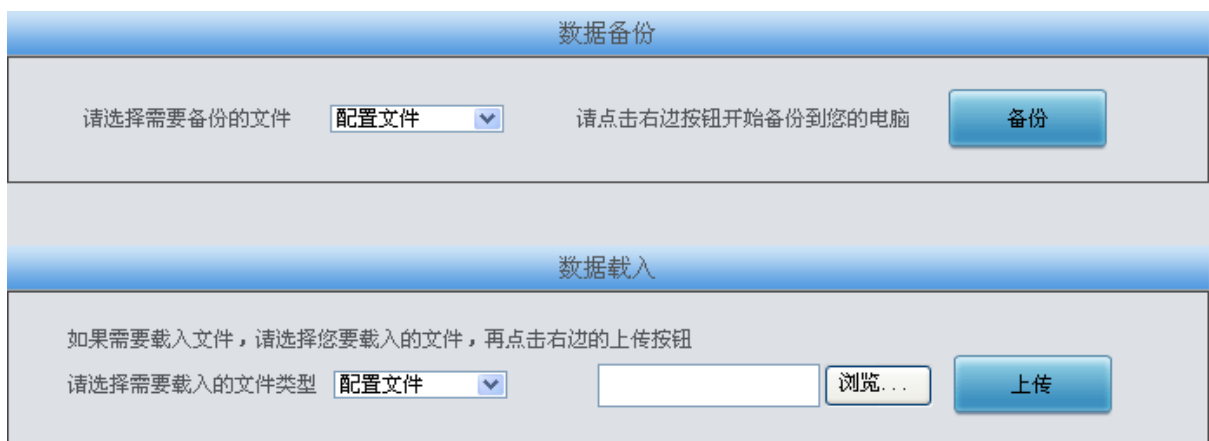 数据备份
请选择需要备份的文件 配置文件 请点击右边按钮开始备份到您的电脑 备份
数据载入
如果需要载入文件，请选择您要载入的文件，再点击右边的上传按钮
请选择需要载入的文件类型 配置文件 浏览... 上传